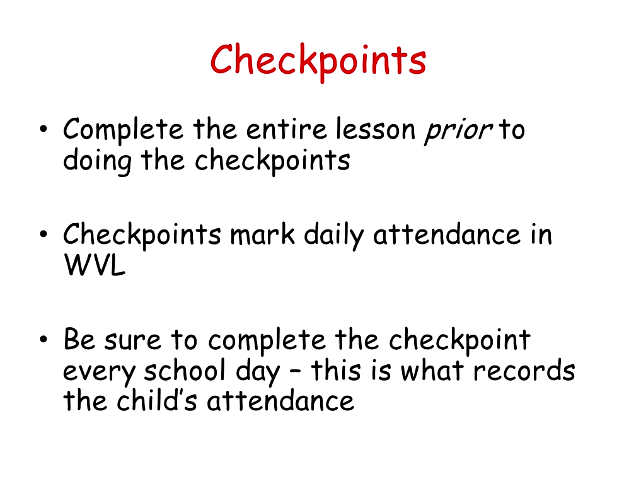 Checkpoints
• Complete the entire lesson prior to
doing the checkpoints
• Checkpoints mark daily attendance in
WVL
• Be sure to complete the checkpoint
every school day – this is what records
the child's attendance